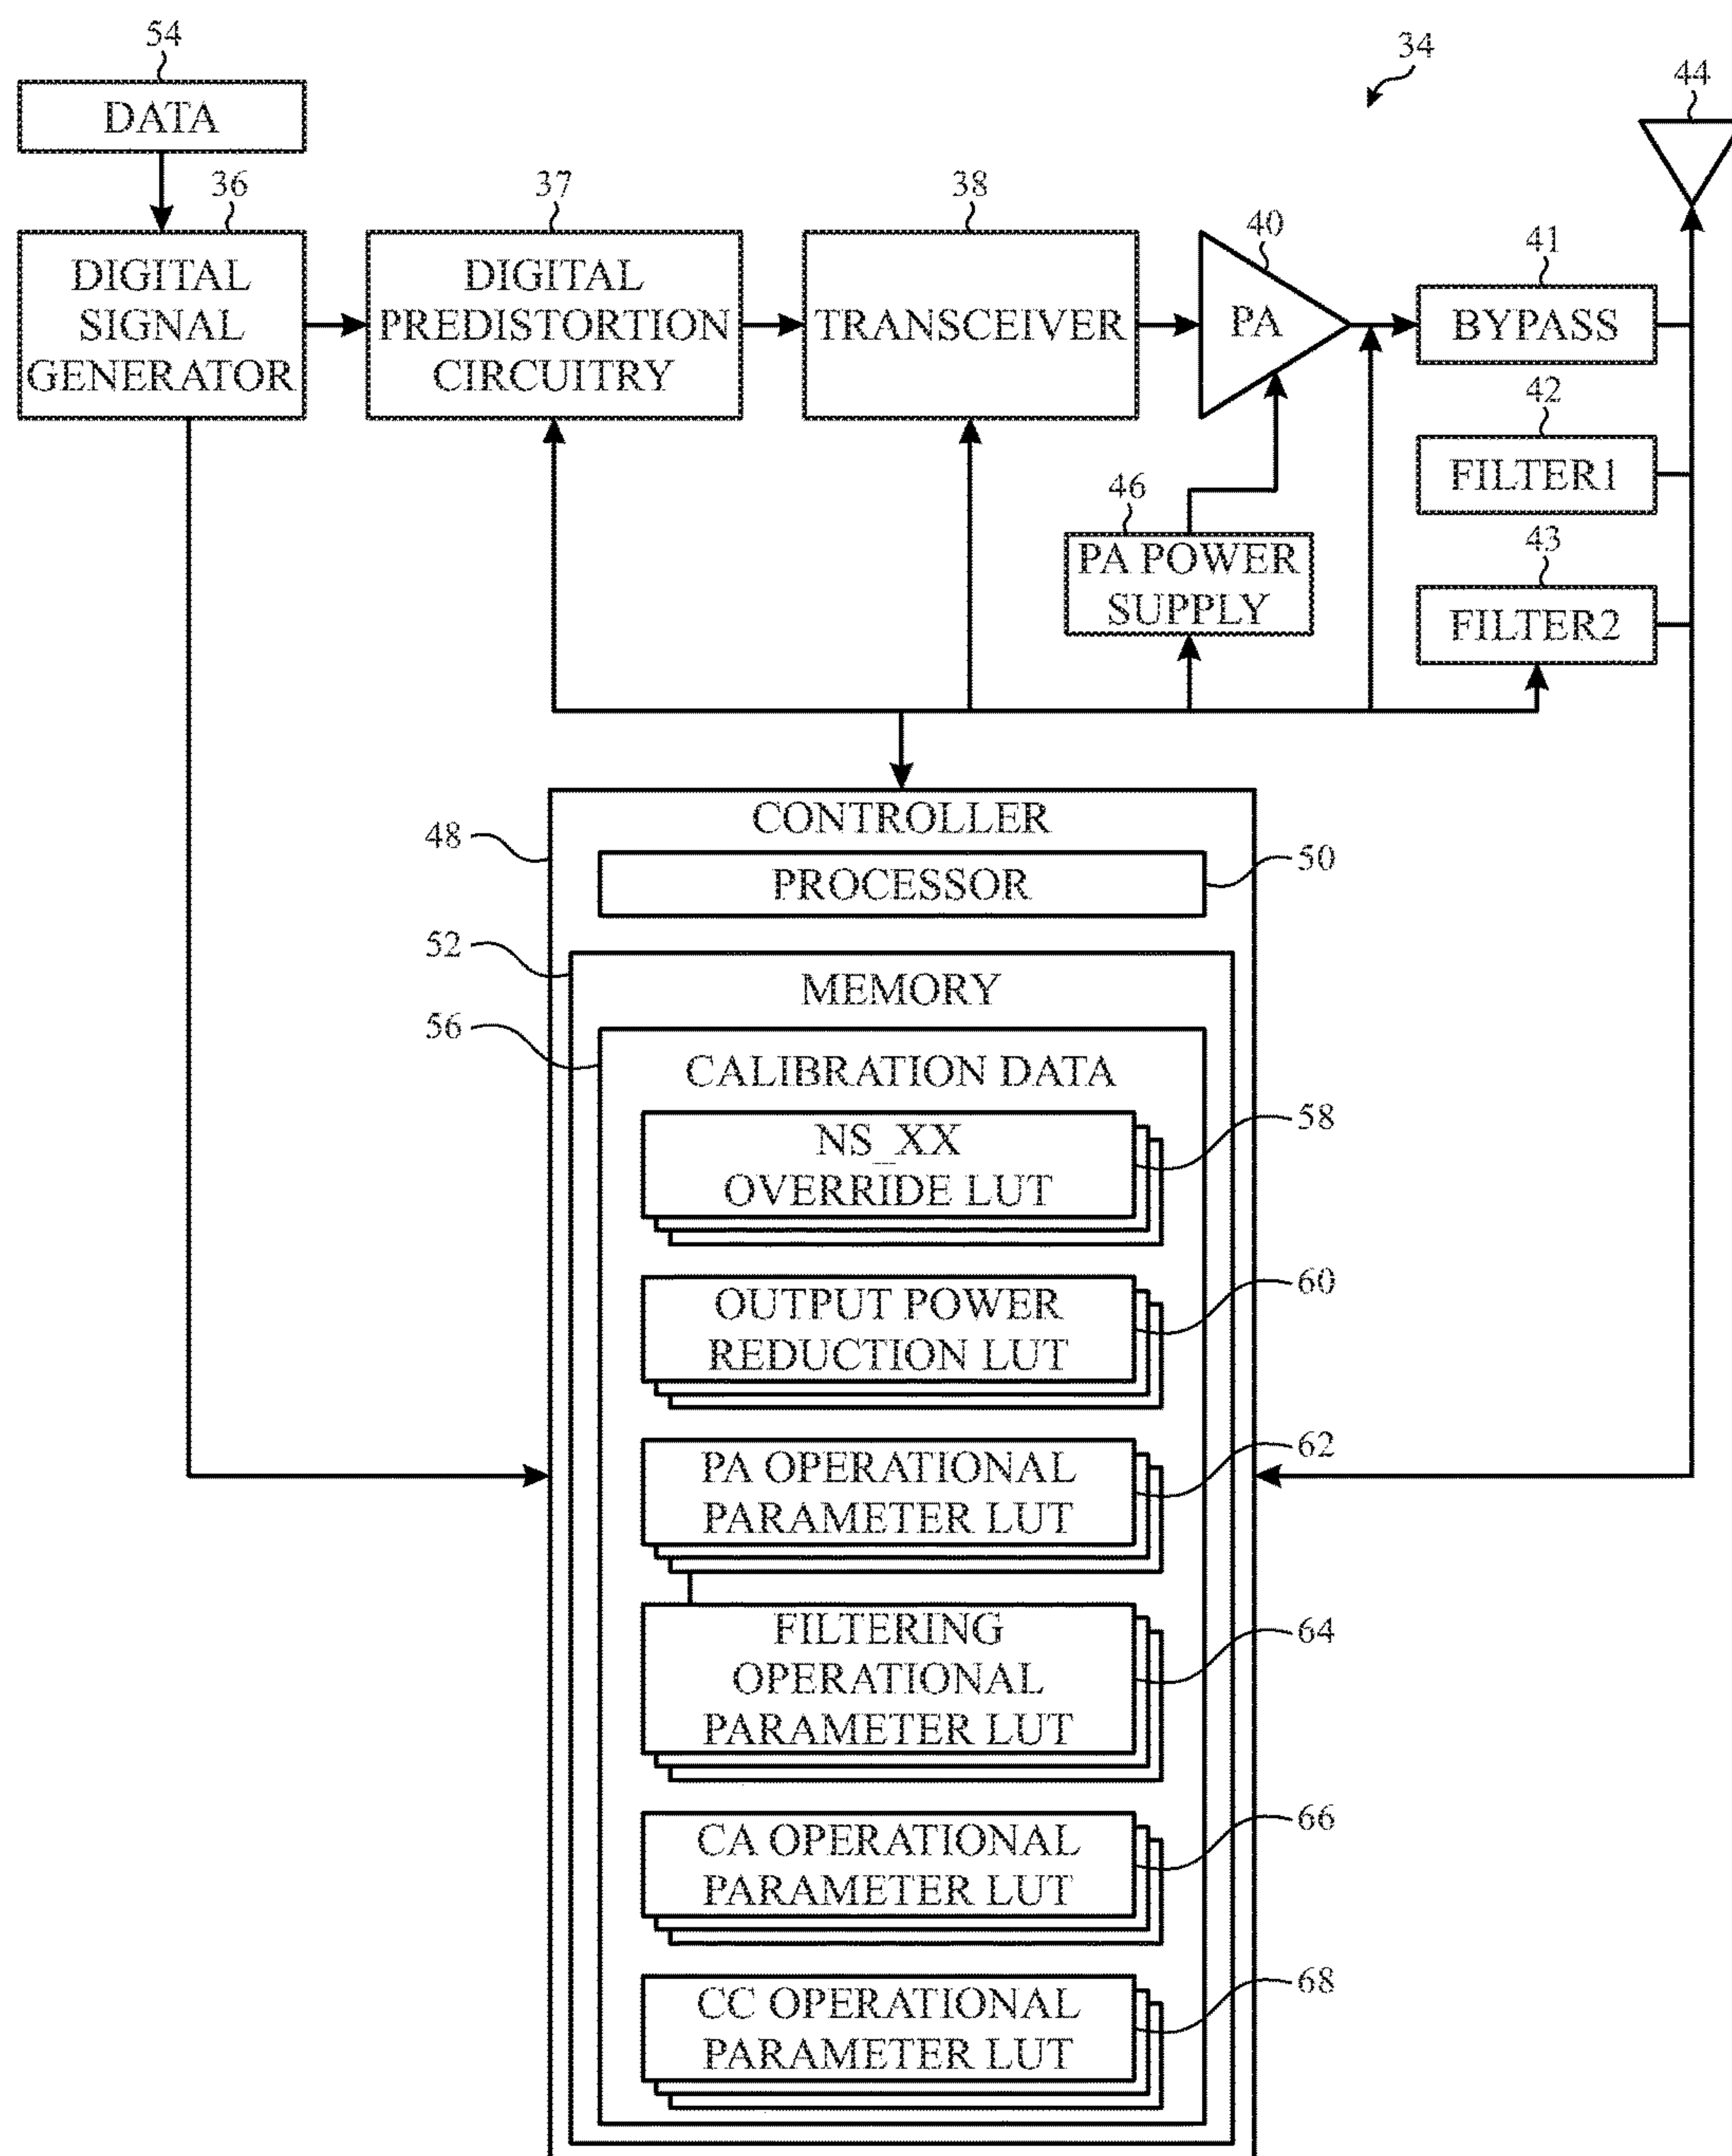 54
34
44
DATA
36
37
38
40
41
DIGITAL
SIGNAL
GENERATOR
DIGITAL
PREDISTORTION
CIRCUITRY
TRANSCEIVER
PA
BYPASS
42
FILTER1
46
PA POWER
SUPPLY
43
FILTER2
CONTROLLER
48
PROCESSOR
50
52
MEMORY
56
CALIBRATION DATA
NS_XX
OVERRIDE LUT
58
OUTPUT POWER
REDUCTION LUT
60
PA OPERATIONAL
PARAMETER LUT
62
FILTERING
OPERATIONAL
PARAMETER LUT
64
CA OPERATIONAL
PARAMETER LUT
66
CC OPERATIONAL
PARAMETER LUT
68